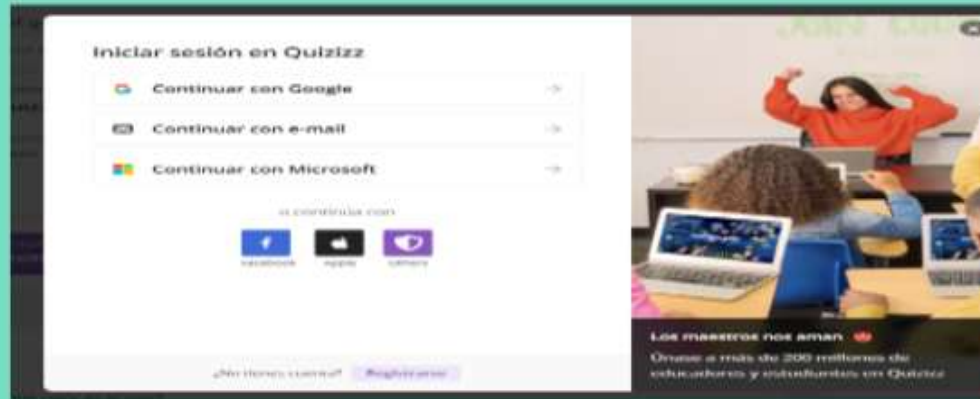 Iniciar sesión en Quizizz
Continuar con Google
Continuar con e-mail
Continuar con Microsoft
o continúa con
Facebook Apple Others
¿No tienes cuenta? Registrarse
Los maestros nos aman
Únase a más de 200 millones de
educadores y estudiantes en Quizizz